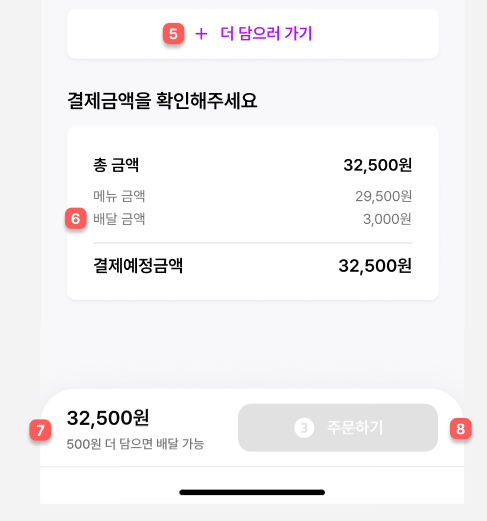 5 + 더 담으러 가기
결제금액을 확인해주세요
총 금액 32,500원
메뉴 금액 29,500원
6 배달 금액 3,000원
결제예정금액 32,500원
32,500원
7 500원 더 담으면 배달 가능
3 주문하기 8